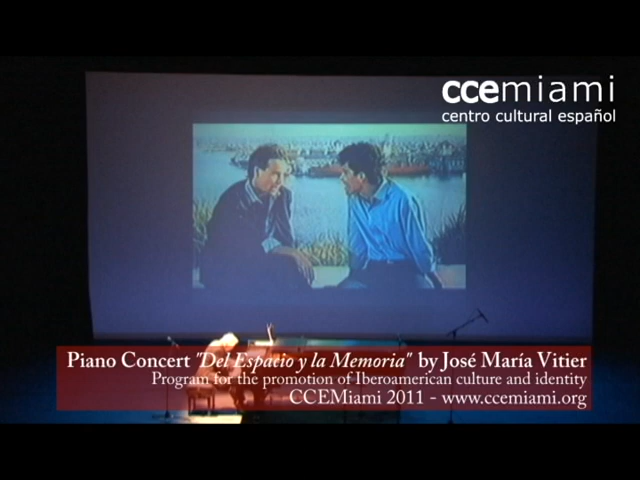 ccemiami
centro cultural español
Piano Concert "Del Espacio y la Memoria" by José María Vitier
Program for the promotion of Iberoamerican culture and identity
CCEMiami 2011 - www.ccemiami.org